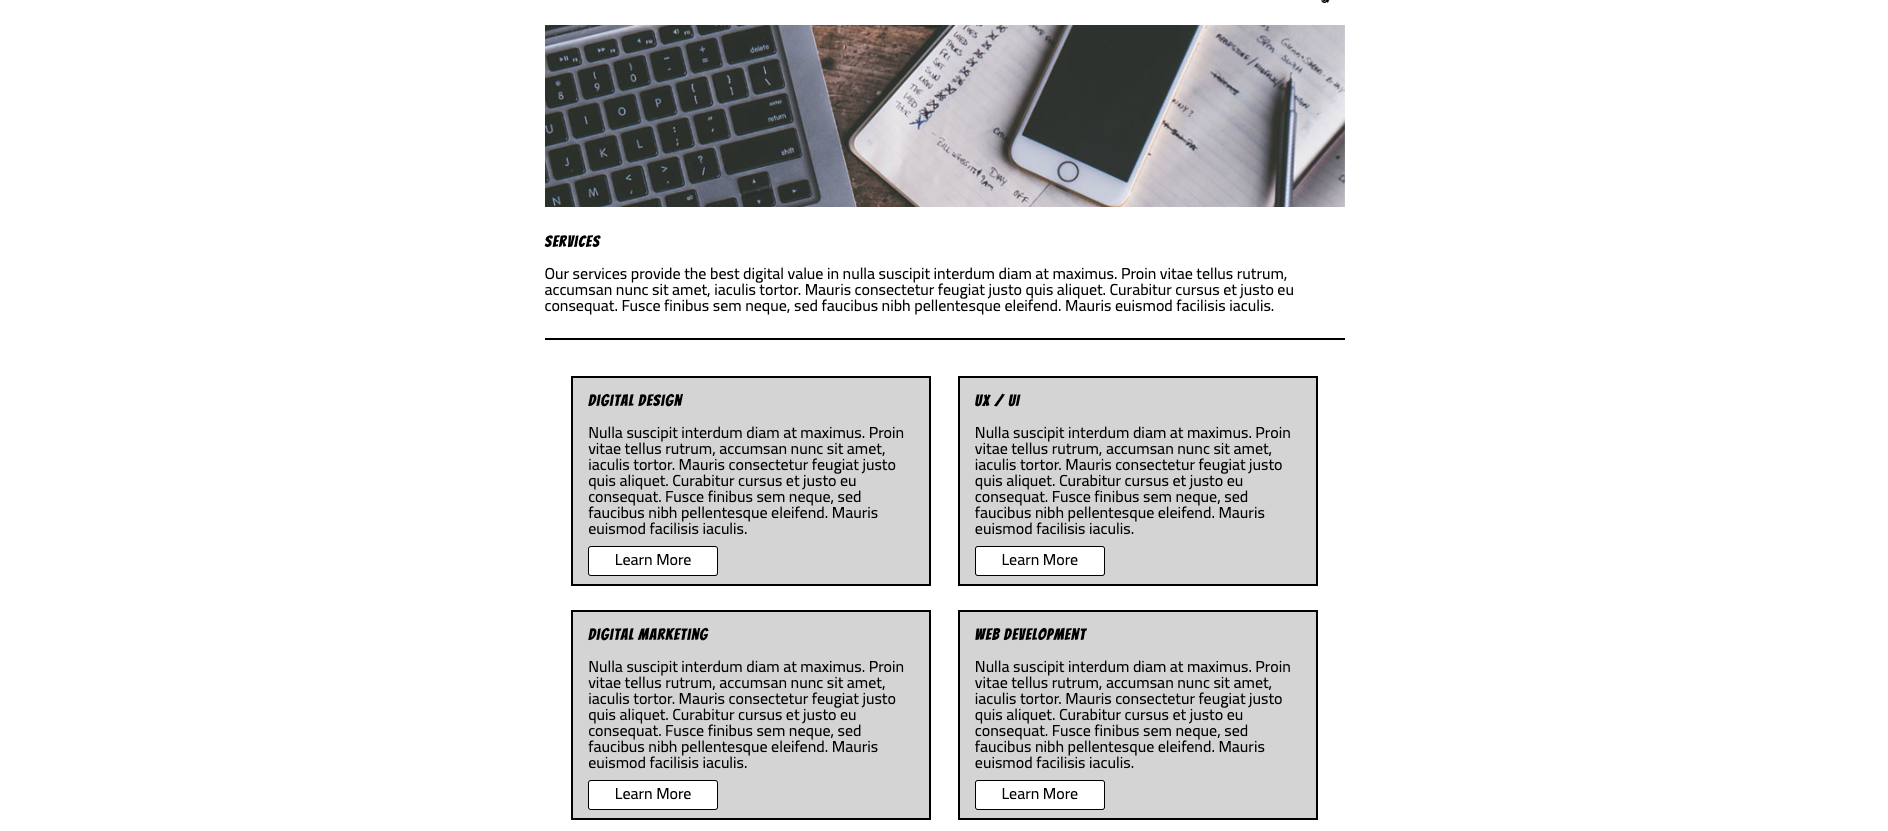 delete
enter
return
shift
8 9 0
U I O P
J K L
N M
DAY OFF
SERVICES
Our services provide the best digital value in nulla suscipit interdum diam at maximus. Proin vitae tellus rutrum,
accumsan nunc sit amet, iaculis tortor. Mauris consectetur feugiat justo quis aliquet. Curabitur cursus et justo eu
consequat. Fusce finibus sem neque, sed faucibus nibh pellentesque eleifend. Mauris euismod facilisis iaculis.
DIGITAL DESIGN
Nulla suscipit interdum diam at maximus. Proin
vitae tellus rutrum, accumsan nunc sit amet,
iaculis tortor. Mauris consectetur feugiat justo
quis aliquet. Curabitur cursus et justo eu
consequat. Fusce finibus sem neque, sed
faucibus nibh pellentesque eleifend. Mauris
euismod facilisis iaculis.
Learn More
UX / UI
Nulla suscipit interdum diam at maximus. Proin
vitae tellus rutrum, accumsan nunc sit amet,
iaculis tortor. Mauris consectetur feugiat justo
quis aliquet. Curabitur cursus et justo eu
consequat. Fusce finibus sem neque, sed
faucibus nibh pellentesque eleifend. Mauris
euismod facilisis iaculis.
Learn More
DIGITAL MARKETING
Nulla suscipit interdum diam at maximus. Proin
vitae tellus rutrum, accumsan nunc sit amet,
iaculis tortor. Mauris consectetur feugiat justo
quis aliquet. Curabitur cursus et justo eu
consequat. Fusce finibus sem neque, sed
faucibus nibh pellentesque eleifend. Mauris
euismod facilisis iaculis.
Learn More
WEB DEVELOPMENT
Nulla suscipit interdum diam at maximus. Proin
vitae tellus rutrum, accumsan nunc sit amet,
iaculis tortor. Mauris consectetur feugiat justo
quis aliquet. Curabitur cursus et justo eu
consequat. Fusce finibus sem neque, sed
faucibus nibh pellentesque eleifend. Mauris
euismod facilisis iaculis.
Learn More